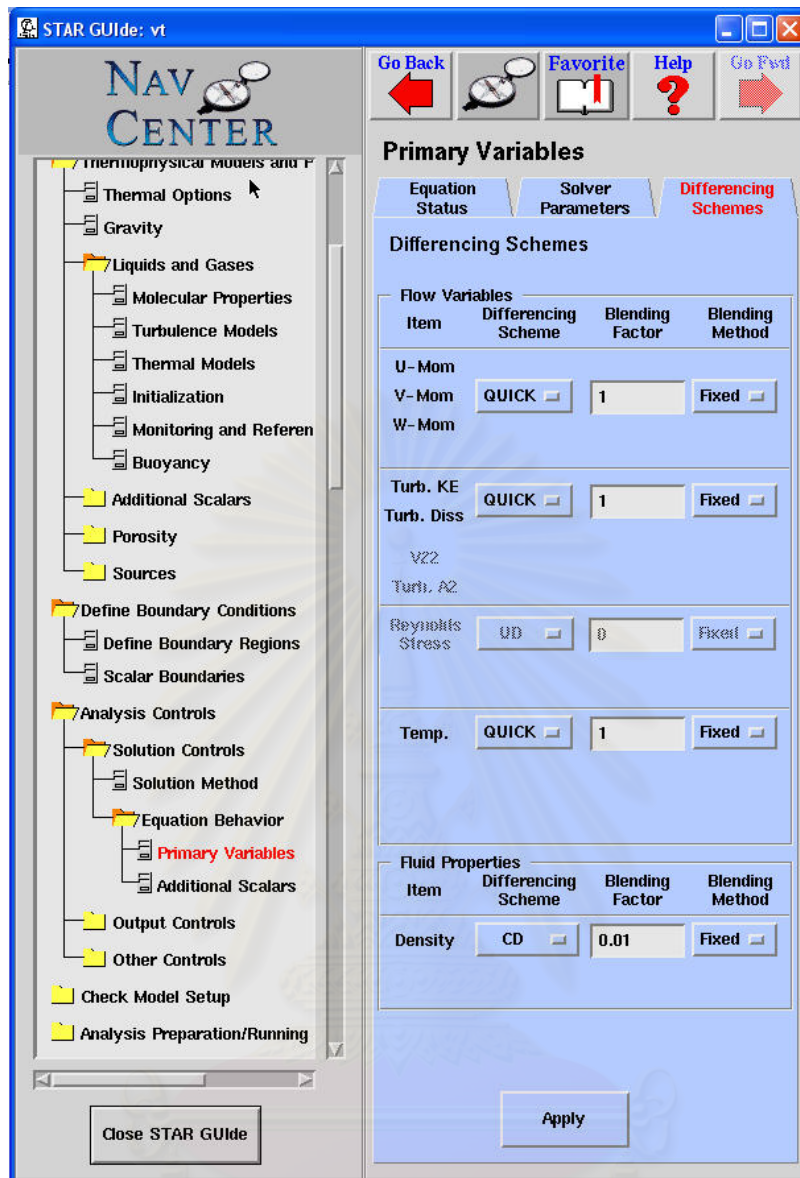 STAR GUIde: vt
NAV
CENTER
Thermophysical Models and P
Thermal Options
Gravity
Liquids and Gases
Molecular Properties
Turbulence Models
Thermal Models
Initialization
Monitoring and Referen
Buoyancy
Additional Scalars
Porosity
Sources
Define Boundary Conditions
Define Boundary Regions
Scalar Boundaries
Analysis Controls
Solution Controls
Solution Method
Equation Behavior
Primary Variables
Additional Scalars
Output Controls
Other Controls
Check Model Setup
Analysis Preparation/Running
Close STAR GUIde
Go Back
Favorite
Help
Go Fwd
Primary Variables
Equation Status
Solver Parameters
Differencing Schemes
Differencing Schemes
Flow Variables
Item Differencing Scheme Blending Factor Blending Method
U-Mom
V-Mom QUICK 1 Fixed
W-Mom
Turb. KE
Turb. Diss QUICK 1 Fixed
V22
Turb. A2
Reynolds Stress UD 0 Fixed
Temp. QUICK 1 Fixed
Fluid Properties
Item Differencing Scheme Blending Factor Blending Method
Density CD 0.01 Fixed
Apply